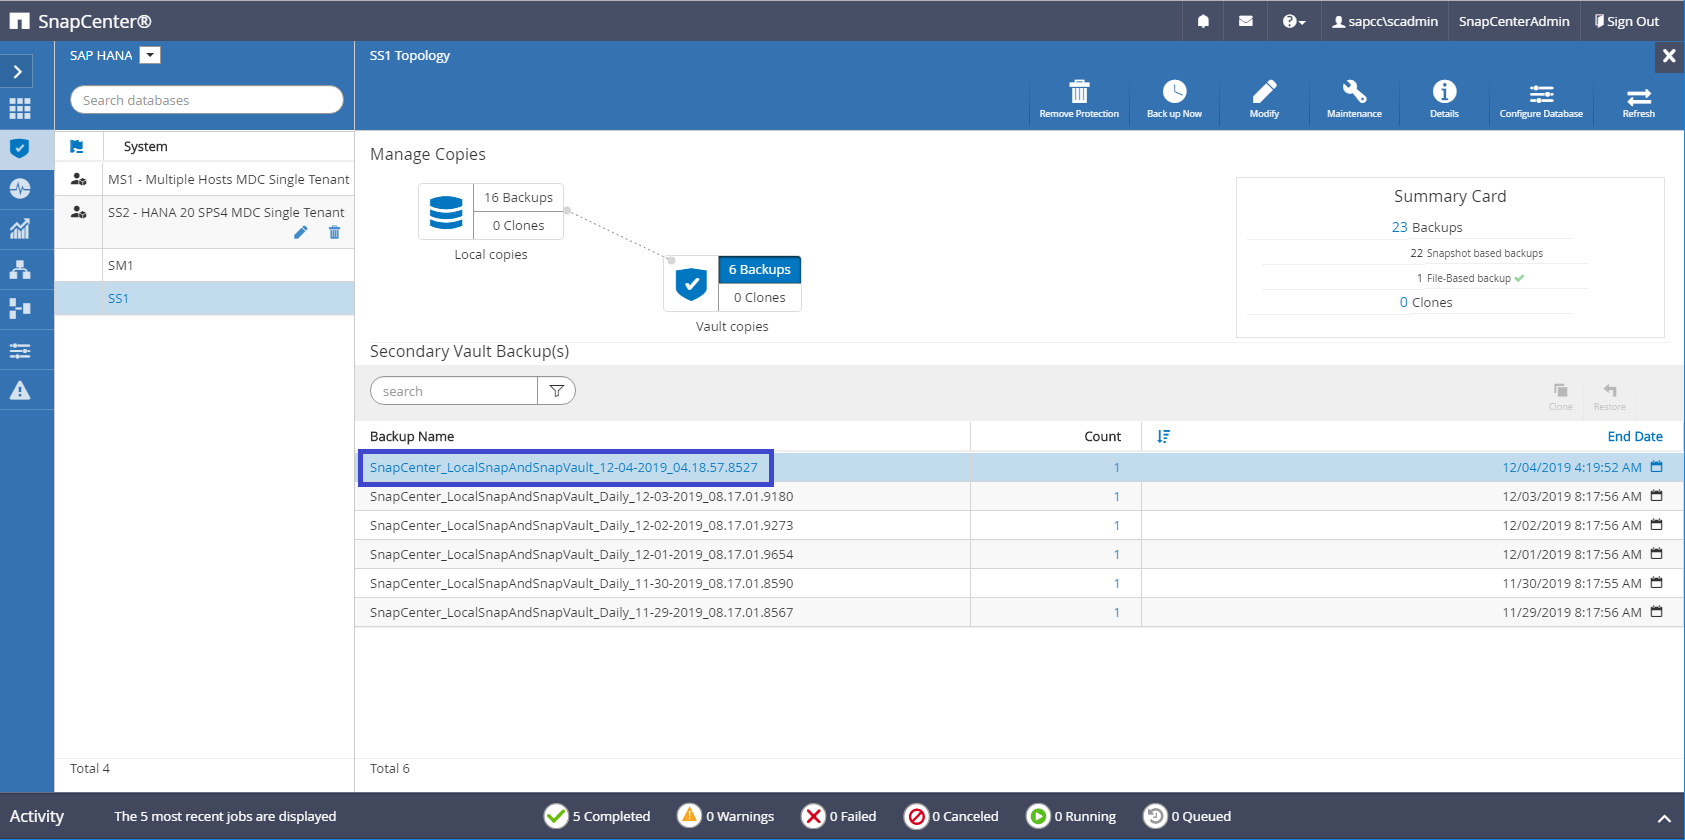 SnapCenter®
sapcc\scadmin
SnapCenterAdmin
Sign Out
SAP HANA
Search databases
System
MS1 - Multiple Hosts MDC Single Tenant
SS2 - HANA 20 SPS4 MDC Single Tenant
SM1
SS1
Total 4
SS1 Topology
Remove Protection
Back up Now
Modify
Maintenance
Details
Configure Database
Refresh
Manage Copies
16 Backups
0 Clones
Local copies
6 Backups
0 Clones
Vault copies
Summary Card
23 Backups
22 Snapshot based backups
1 File-Based backup
0 Clones
Secondary Vault Backup(s)
search
Clone
Restore
Backup Name Count End Date
SnapCenter_LocalSnapAndSnapVault_12-04-2019_04.18.57.8527 1 12/04/2019 4:19:52 AM
SnapCenter_LocalSnapAndSnapVault_Daily_12-03-2019_08.17.01.9180 1 12/03/2019 8:17:56 AM
SnapCenter_LocalSnapAndSnapVault_Daily_12-02-2019_08.17.01.9273 1 12/02/2019 8:17:56 AM
SnapCenter_LocalSnapAndSnapVault_Daily_12-01-2019_08.17.01.9654 1 12/01/2019 8:17:56 AM
SnapCenter_LocalSnapAndSnapVault_Daily_11-30-2019_08.17.01.8590 1 11/30/2019 8:17:55 AM
SnapCenter_LocalSnapAndSnapVault_Daily_11-29-2019_08.17.01.8567 1 11/29/2019 8:17:56 AM
Total 6
Activity
The 5 most recent jobs are displayed
5 Completed
0 Warnings
0 Failed
0 Canceled
0 Running
0 Queued